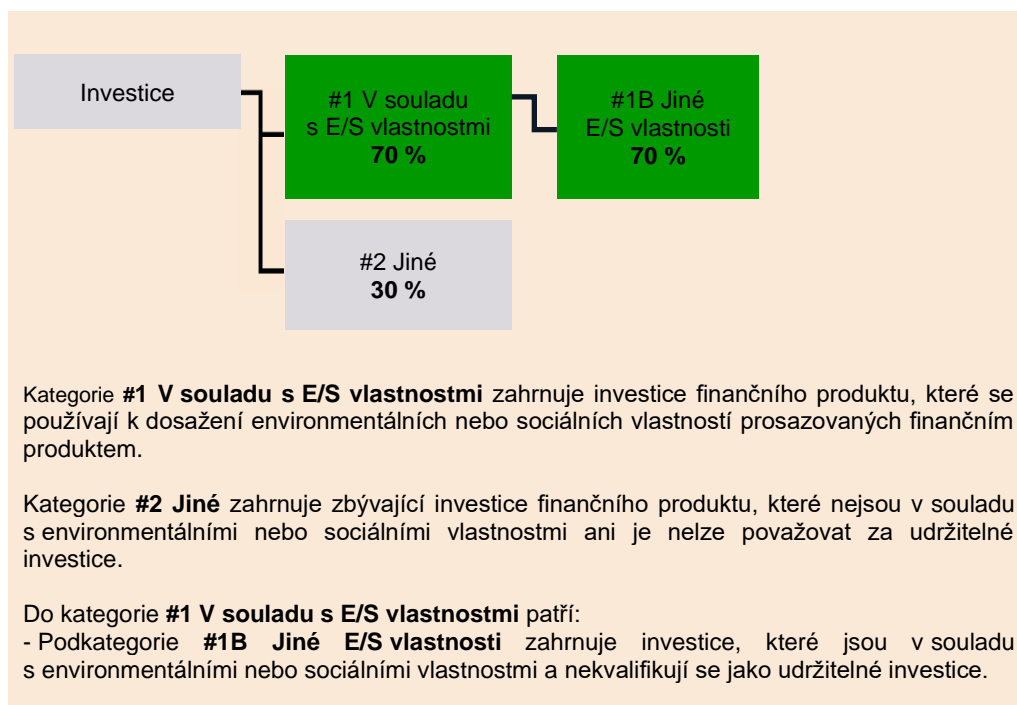 Investice
#1 V souladu
s E/S vlastnostmi
70 %
#1B Jiné
E/S vlastnosti
70 %
#2 Jiné
30 %
Kategorie #1 V souladu s E/S vlastnostmi zahrnuje investice finančního produktu, které se
používají k dosažení environmentálních nebo sociálních vlastností prosazovaných finančním
produktem.
Kategorie #2 Jiné zahrnuje zbývající investice finančního produktu, které nejsou v souladu
s environmentálními nebo sociálními vlastnostmi ani je nelze považovat za udržitelné
investice.
Do kategorie #1 V souladu s E/S vlastnostmi patří:
- Podkategorie #1B Jiné E/S vlastnosti zahrnuje investice, které jsou v souladu
s environmentálními nebo sociálními vlastnostmi a nekvalifikují se jako udržitelné investice.